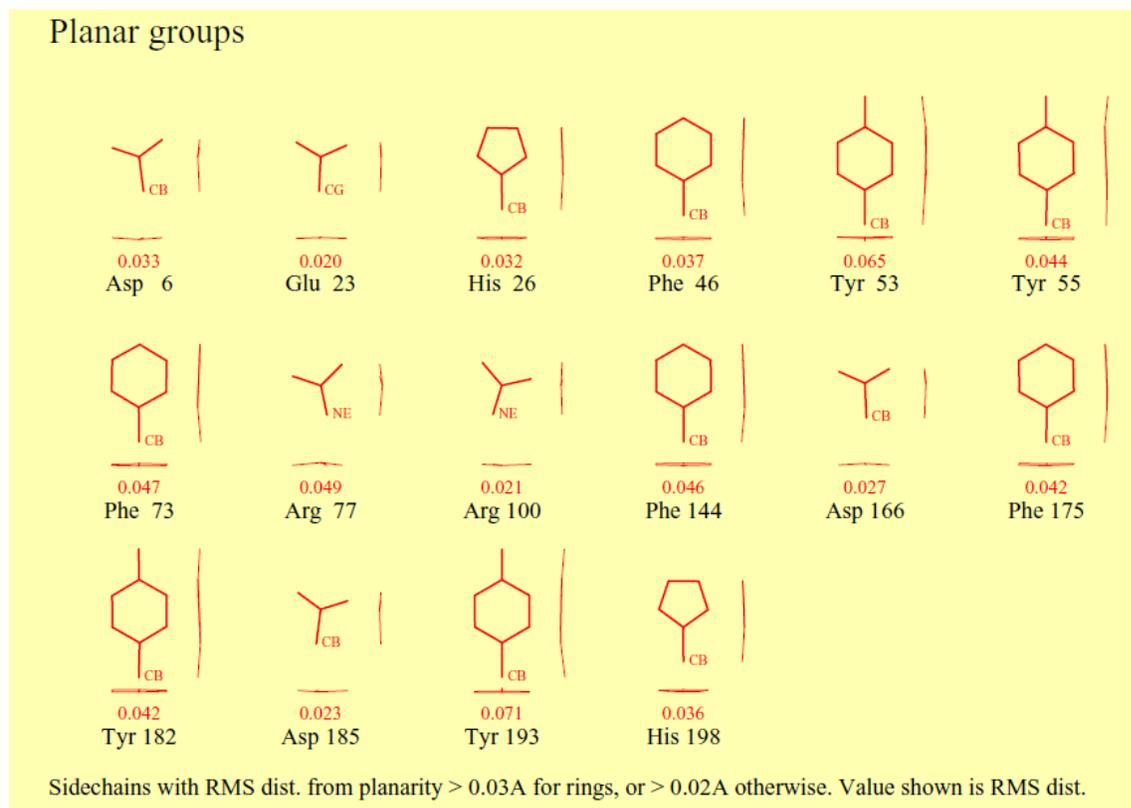 Planar groups
CB CG CB CB CB CB
0.033 0.020 0.032 0.037 0.065 0.044
Asp 6 Glu 23 His 26 Phe 46 Tyr 53 Tyr 55
CB NE NE CB CB CB
0.047 0.049 0.021 0.046 0.027 0.042
Phe 73 Arg 77 Arg 100 Phe 144 Asp 166 Phe 175
CB CB CB CB
0.042 0.023 0.071 0.036
Tyr 182 Asp 185 Tyr 193 His 198
Sidechains with RMS dist. from planarity > 0.03A for rings, or > 0.02A otherwise. Value shown is RMS dist.